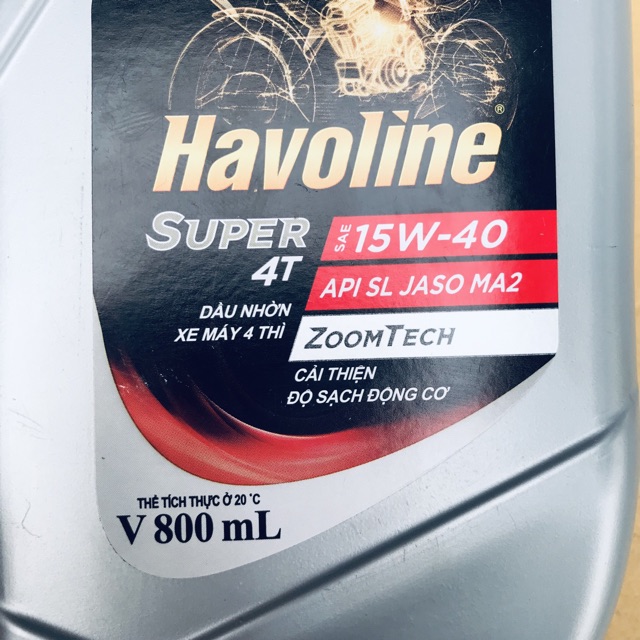 Havoline®
SUPER
4T
SAE 15W-40
API SL JASO MA2
DẦU NHỜN
XE MÁY 4 THÌ
ZOOMTECH
CẢI THIỆN
ĐỘ SẠCH ĐỘNG CƠ
THỂ TÍCH THỰC Ở 20°C
V 800 mL